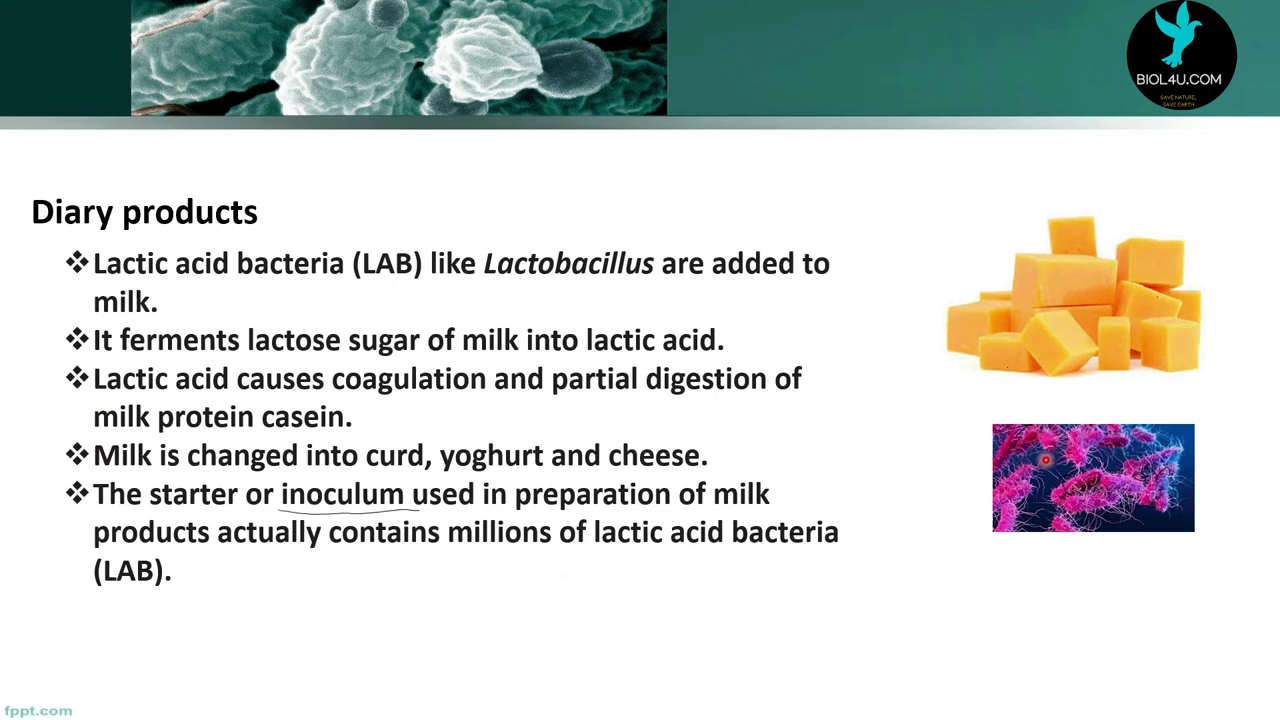 BIOL4U.COM
SAVE NATURE,
SAVE EARTH
Diary products
❖Lactic acid bacteria (LAB) like Lactobacillus are added to
milk.
❖It ferments lactose sugar of milk into lactic acid.
❖Lactic acid causes coagulation and partial digestion of
milk protein casein.
❖Milk is changed into curd, yoghurt and cheese.
❖The starter or inoculum used in preparation of milk
products actually contains millions of lactic acid bacteria
(LAB).
fppt.com